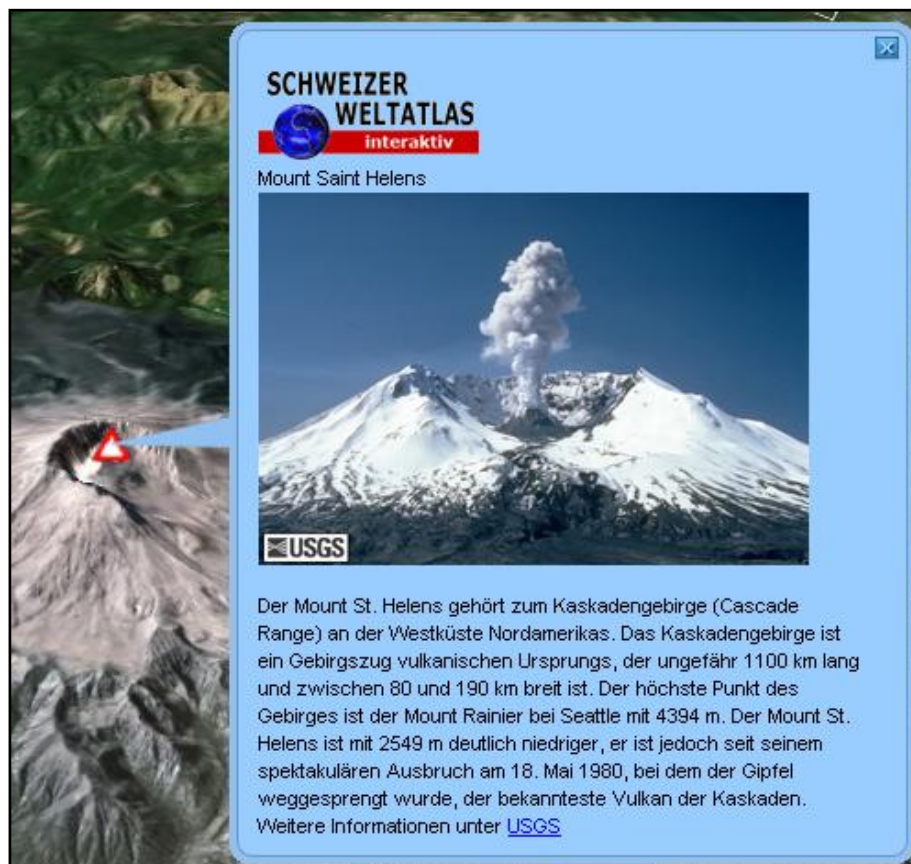 SCHWEIZER
WELTATLAS
interaktiv
Mount Saint Helens
USGS
Der Mount St. Helens gehört zum Kaskadengebirge (Cascade
Range) an der Westküste Nordamerikas. Das Kaskadengebirge ist
ein Gebirgszug vulkanischen Ursprungs, der ungefähr 1100 km lang
und zwischen 80 und 190 km breit ist. Der höchste Punkt des
Gebirges ist der Mount Rainier bei Seattle mit 4394 m. Der Mount St.
Helens ist mit 2549 m deutlich niedriger, er ist jedoch seit seinem
spektakulären Ausbruch am 18. Mai 1980, bei dem der Gipfel
weggesprengt wurde, der bekannteste Vulkan der Kaskaden.
Weitere Informationen unter USGS